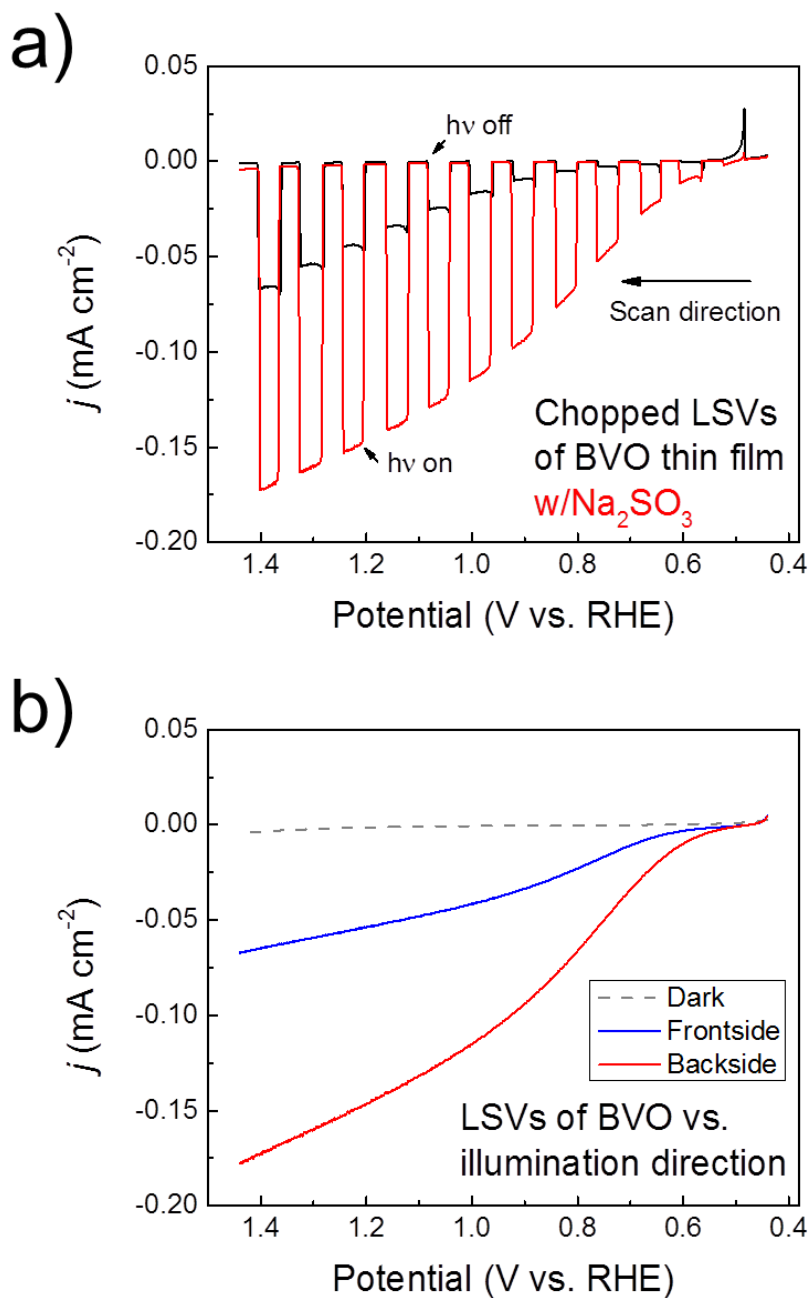 a)
0.05
0.00
-0.05
-0.10
-0.15
-0.20
j (mA cm⁻²)
hν off
Scan direction
hν on
Chopped LSVs
of BVO thin film
w/Na₂SO₃
1.4 1.2 1.0 0.8 0.6 0.4
Potential (V vs. RHE)
b)
0.05
0.00
-0.05
-0.10
-0.15
-0.20
j (mA cm⁻²)
Dark
Frontside
Backside
LSVs of BVO vs.
illumination direction
1.4 1.2 1.0 0.8 0.6 0.4
Potential (V vs. RHE)